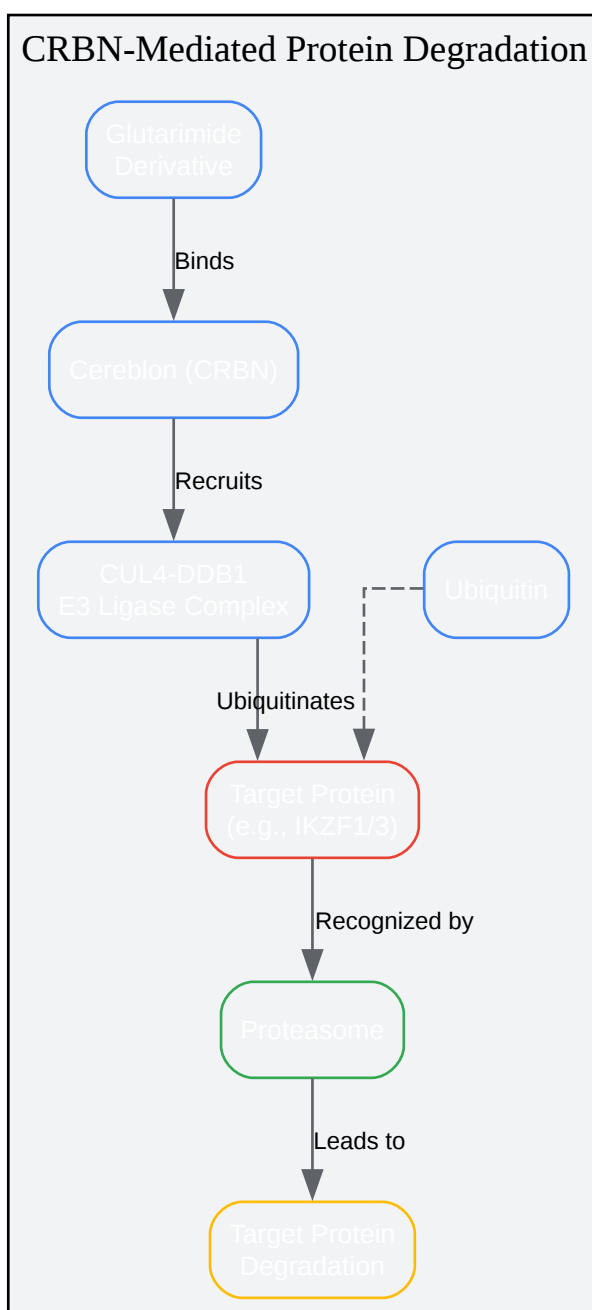 CRBN-Mediated Protein Degradation
Glutarimide
Derivative
Binds
Cereblon (CRBN)
Recruits
CUL4-DDB1
E3 Ligase Complex
Ubiquitin
Ubiquitinates
Target Protein
(e.g., IKZF1/3)
Recognized by
Proteasome
Leads to
Target Protein
Degradation